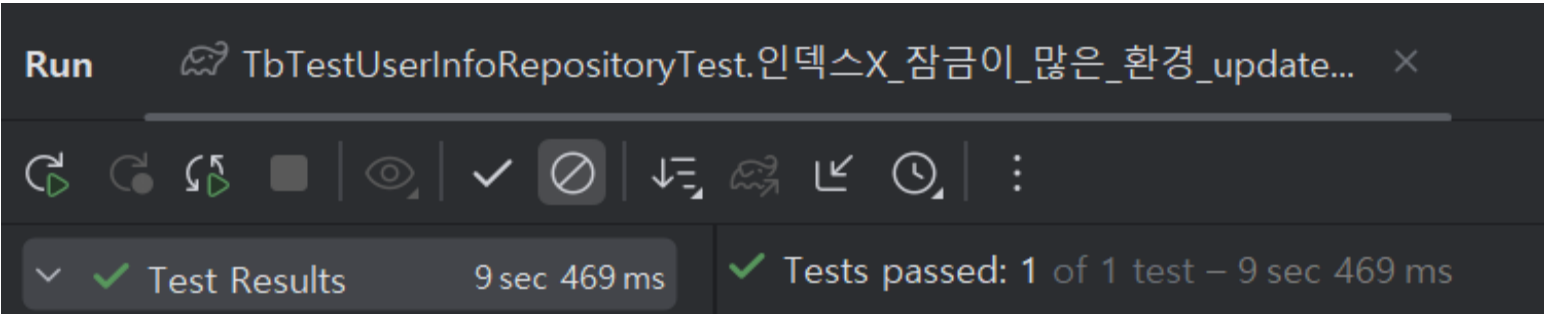 Run TbTestUserInfoRepositoryTest.인덱스X_잠금이_많은_환경_update...
Test Results 9 sec 469 ms Tests passed: 1 of 1 test – 9 sec 469 ms